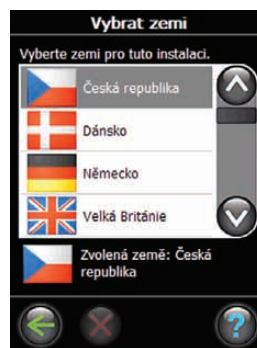 Vybrat zemi
Vyberte zemi pro tuto instalaci.
Česká republika
Dánsko
Německo
Velká Británie
Zvolená země: Česká
republika
?